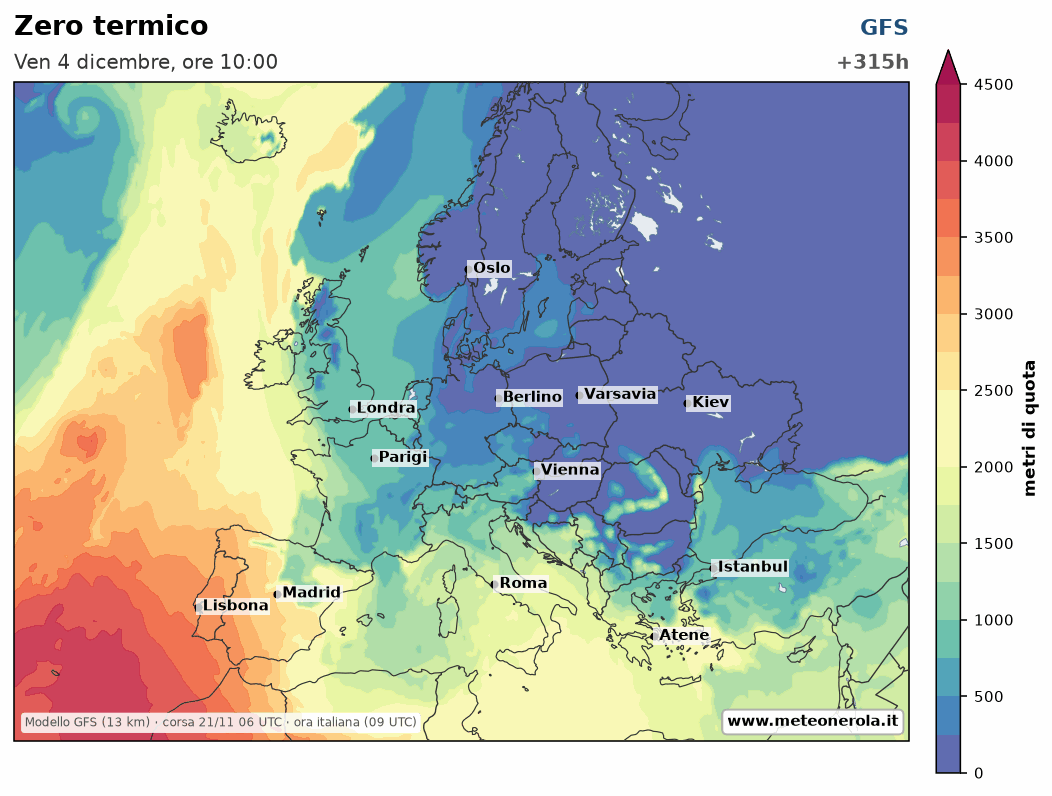 Zero termico
GFS
Ven 4 dicembre, ore 10:00
+315h
4500
4000
3500
3000
2500
2000
1500
1000
500
0
metri di quota
Oslo
Berlino
Varsavia
Kiev
Londra
Parigi
Vienna
Istanbul
Roma
Madrid
Lisbona
Atene
Modello GFS (13 km) · corsa 21/11 06 UTC · ora italiana (09 UTC)
www.meteonerola.it